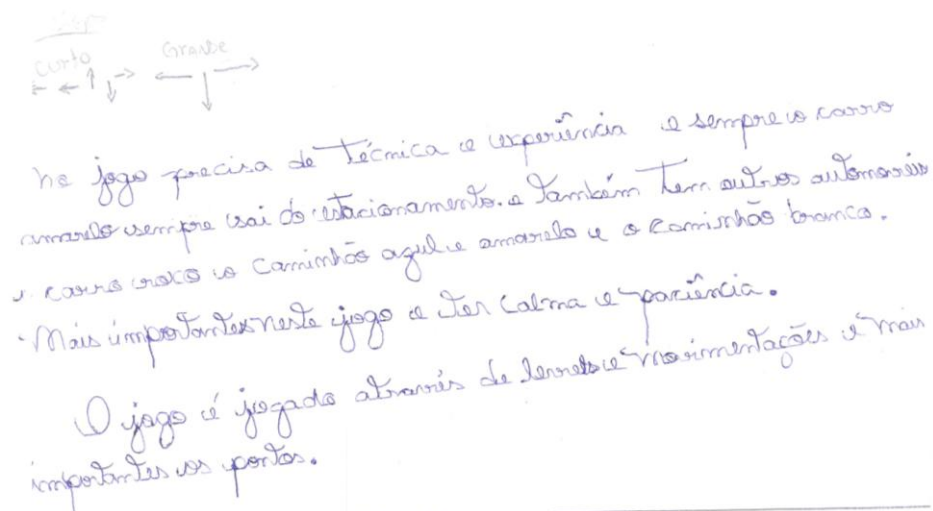 Curto Grande
no jogo precisa de Técnica e experiência e sempre o carro
amarelo sempre sai do estacionamento. e Também Tem outros automoveis
o carro roxo o caminhão azul e amarelo e o caminhão branco.
Mais importantes neste jogo e Ter calma e paciência.
O jogo é jogado através de e movimentações e mais
importantes os pontos.